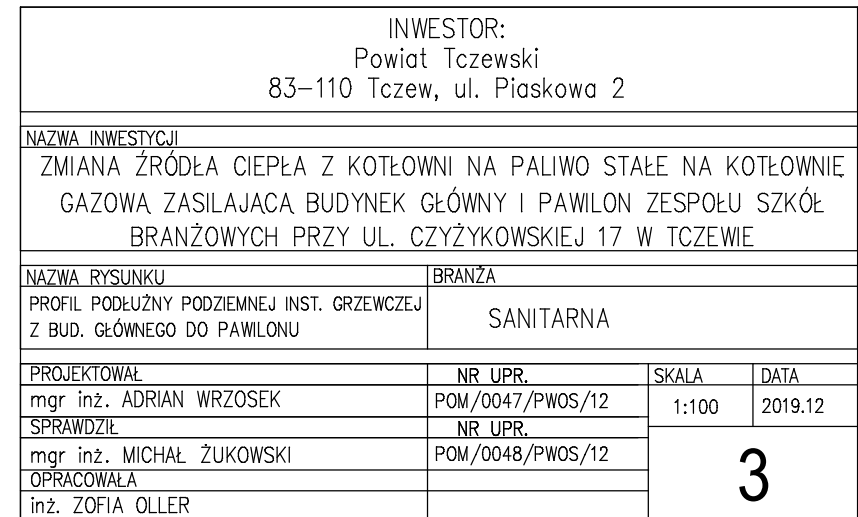 INWESTOR:
Powiat Tczewski
83-110 Tczew, ul. Piaskowa 2
NAZWA INWESTYCJI
ZMIANA ŹRÓDŁA CIEPŁA Z KOTŁOWNI NA PALIWO STAŁE NA KOTŁOWNIĘ
GAZOWĄ ZASILAJĄCĄ BUDYNEK GŁÓWNY I PAWILON ZESPOŁU SZKÓŁ
BRANŻOWYCH PRZY UL. CZYŻYKOWSKIEJ 17 W TCZEWIE
NAZWA RYSUNKU
PROFIL PODŁUŻNY PODZIEMNEJ INST. GRZEWCZEJ
Z BUD. GŁÓWNEGO DO PAWILONU
BRANŻA
SANITARNA
PROJEKTOWAŁ NR UPR. SKALA DATA
mgr inż. ADRIAN WRZOSEK POM/0047/PWOS/12 1:100 2019.12
SPRAWDZIŁ NR UPR.
mgr inż. MICHAŁ ŻUKOWSKI POM/0048/PWOS/12
OPRACOWAŁA
inż. ZOFIA OLLER
3